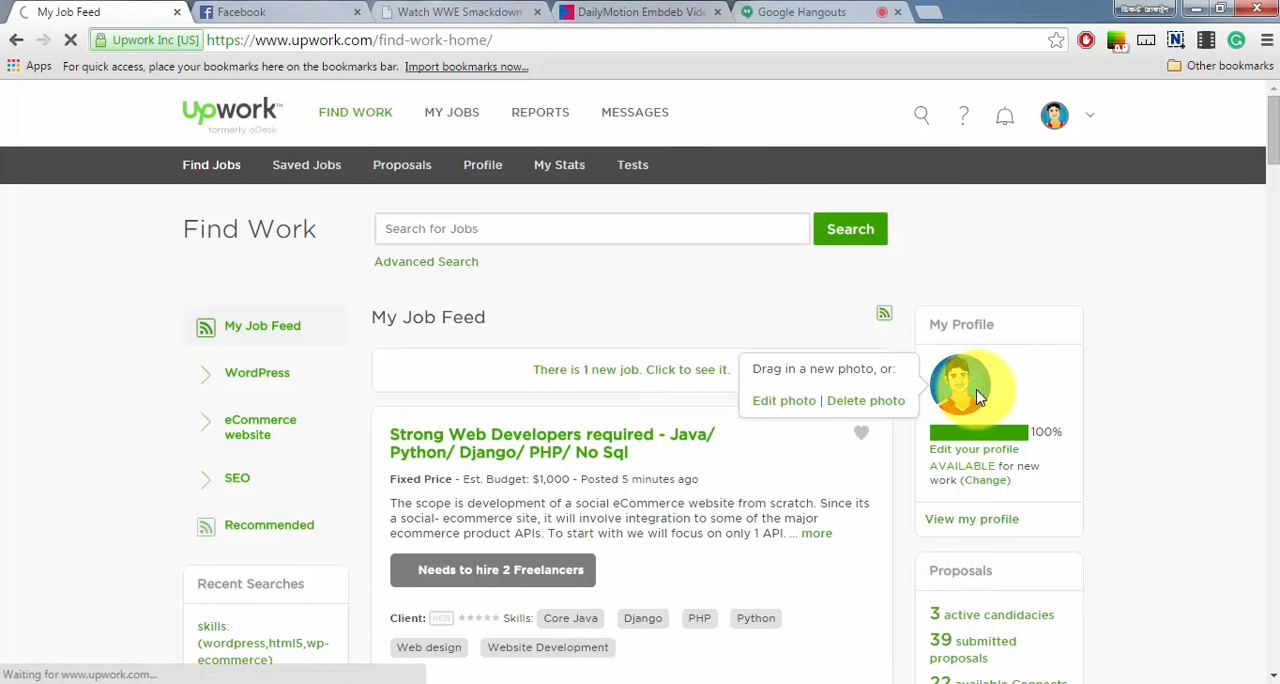 My Job Feed
Facebook
Watch WWE Smackdown
DailyMotion Embdeb Vid
Google Hangouts
Upwork Inc [US]
https://www.upwork.com/find-work-home/
Apps
For quick access, place your bookmarks here on the bookmarks bar. Import bookmarks now...
Other bookmarks
Upwork™
formerly oDesk
FIND WORK
MY JOBS
REPORTS
MESSAGES
Find Jobs
Saved Jobs
Proposals
Profile
My Stats
Tests
Find Work
Search for Jobs
Search
Advanced Search
My Job Feed
WordPress
eCommerce
website
SEO
Recommended
Recent Searches
skills:
(wordpress,html5,wp-
ecommerce)
My Job Feed
There is 1 new job. Click to see it.
Strong Web Developers required - Java/
Python/ Django/ PHP/ No Sql
Fixed Price - Est. Budget: $1,000 - Posted 5 minutes ago
The scope is development of a social eCommerce website from scratch. Since its
a social- ecommerce site, it will involve integration to some of the major
ecommerce product APIs. To start with we will focus on only 1 API. ... more
Needs to hire 2 Freelancers
Client: NEW Skills: Core Java Django PHP Python
Web design Website Development
Drag in a new photo, or:
Edit photo | Delete photo
My Profile
100%
Edit your profile
AVAILABLE for new
work (Change)
View my profile
Proposals
3 active candidacies
39 submitted
proposals
22 available Connects
Waiting for www.upwork.com...